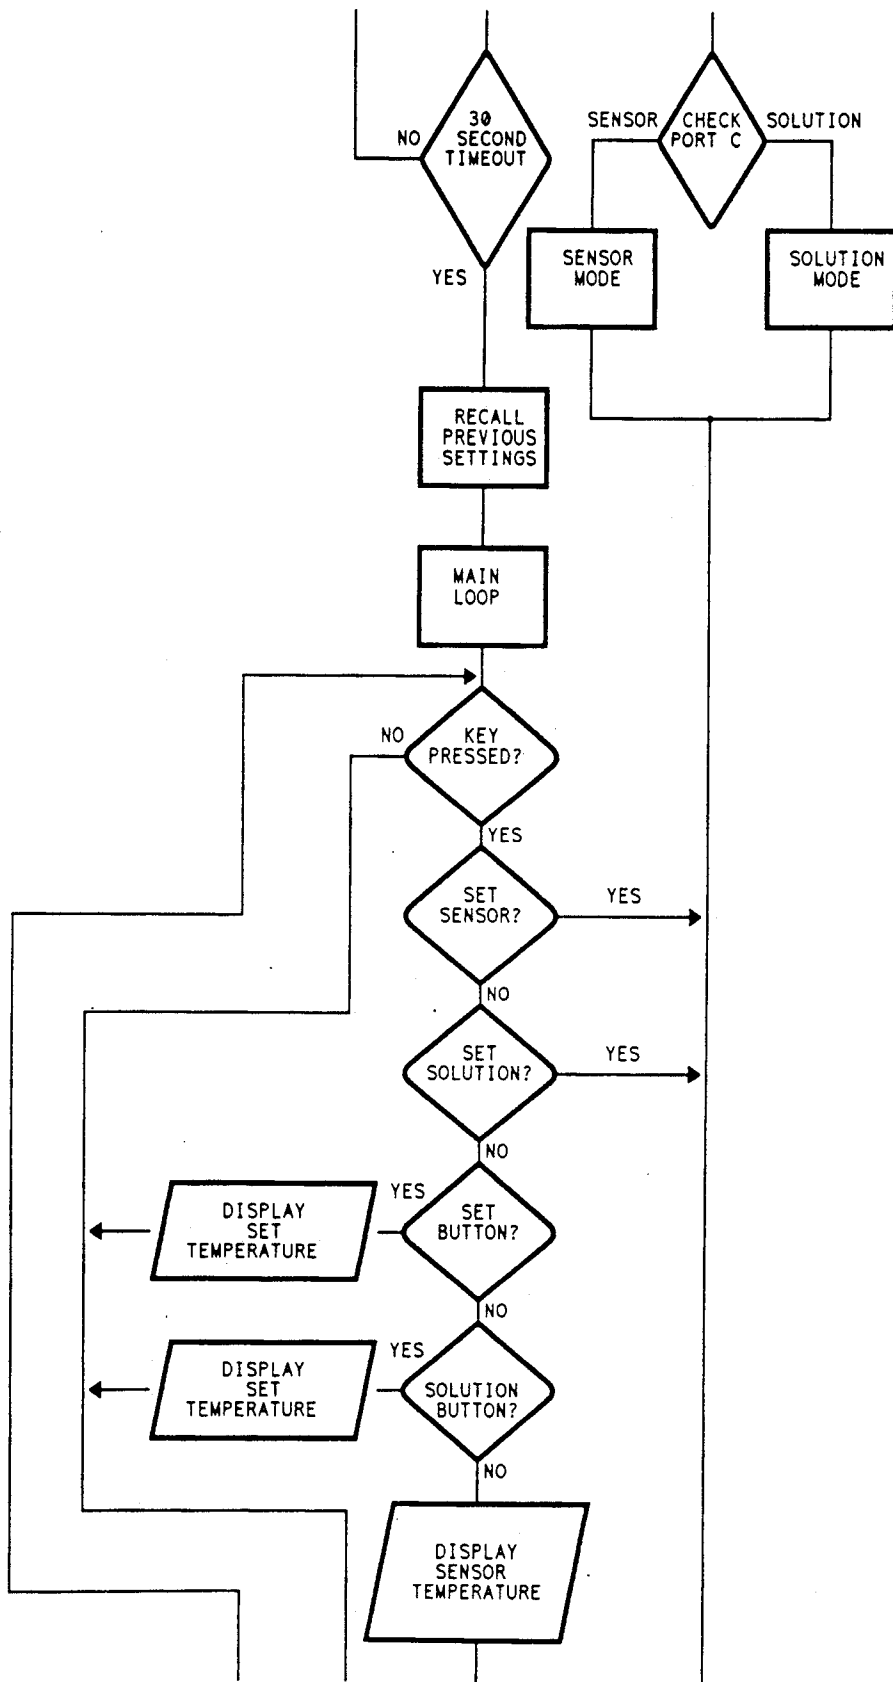 30
SECOND
TIMEOUT
NO
YES
CHECK
PORT C
SENSOR
SOLUTION
SENSOR
MODE
SOLUTION
MODE
RECALL
PREVIOUS
SETTINGS
MAIN
LOOP
KEY
PRESSED?
NO
YES
SET
SENSOR?
YES
NO
SET
SOLUTION?
YES
NO
SET
BUTTON?
YES
DISPLAY
SET
TEMPERATURE
NO
SOLUTION
BUTTON?
YES
DISPLAY
SET
TEMPERATURE
NO
DISPLAY
SENSOR
TEMPERATURE